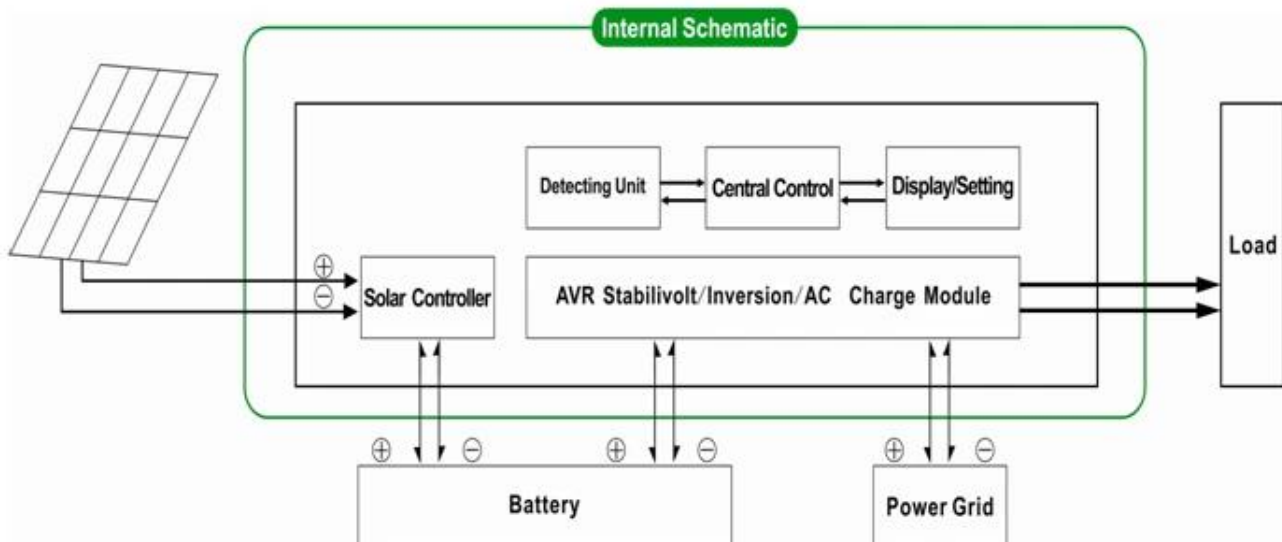 Internal Schematic
Detecting Unit
Central Control
Display/Setting
Load
⊕
⊖
Solar Controller
AVR Stabilivolt/Inversion/AC Charge Module
⊕
⊖
⊕
⊖
⊕
⊖
Battery
Power Grid